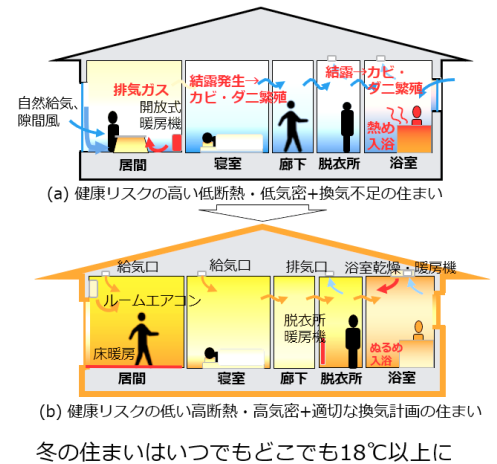 排気ガス
結露発生→
カビ・ダニ繁殖
結露→カビ・
ダニ繁殖
自然給気、
隙間風
開放式
暖房機
熱め
入浴
居間
寝室
廊下
脱衣所
浴室
(a) 健康リスクの高い低断熱・低気密+換気不足の住まい
給気口
給気口
排気口
浴室乾燥・暖房機
ルームエアコン
脱衣所
暖房機
床暖房
ぬるめ
入浴
居間
寝室
廊下
脱衣所
浴室
(b) 健康リスクの低い高断熱・高気密+適切な換気計画の住まい
冬の住まいはいつでもどこでも18℃以上に